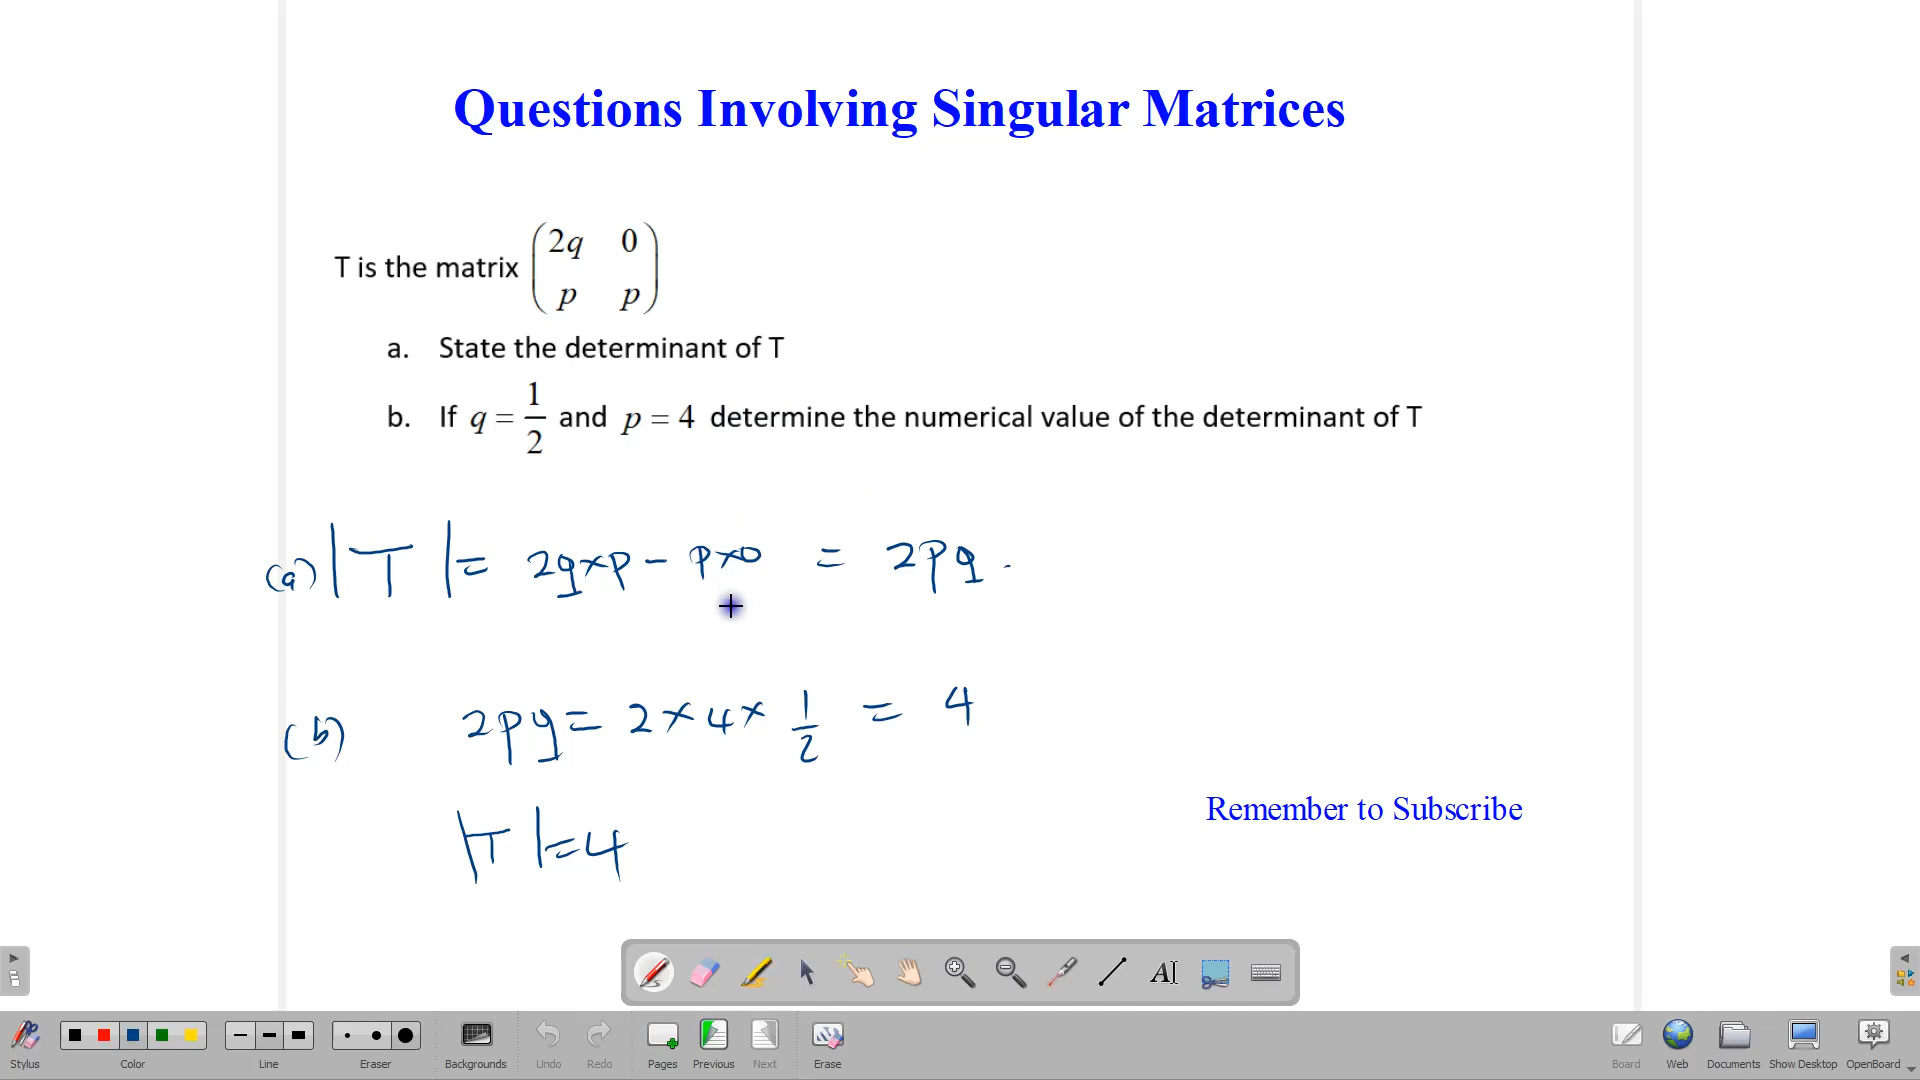 Questions Involving Singular Matrices
T is the matrix (2q 0
p p)
a. State the determinant of T
b. If q = 1/2 and p = 4 determine the numerical value of the determinant of T
(a) |T| = 2q×p − p×0 = 2pq.
(b) 2pq = 2 × 4 × 1/2 = 4
|T| = 4
Remember to Subscribe
AI
Stylus Color Line Eraser Backgrounds Undo Redo Pages Previous Next Erase Board Web Documents Show Desktop OpenBoard